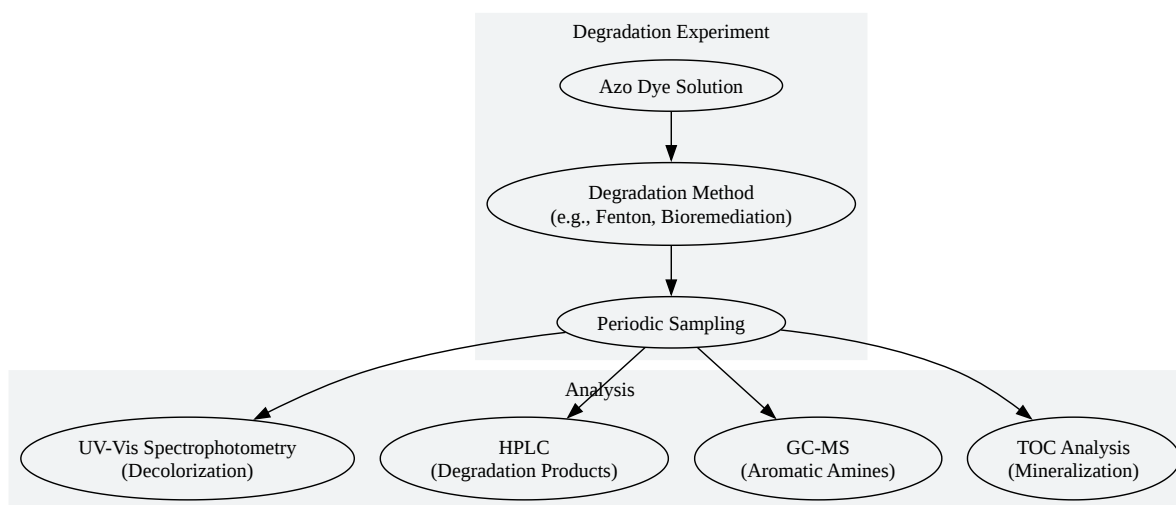 Degradation Experiment
Azo Dye Solution
Degradation Method
(e.g., Fenton, Bioremediation)
Periodic Sampling
Analysis
UV-Vis Spectrophotometry
(Decolorization)
HPLC
(Degradation Products)
GC-MS
(Aromatic Amines)
TOC Analysis
(Mineralization)